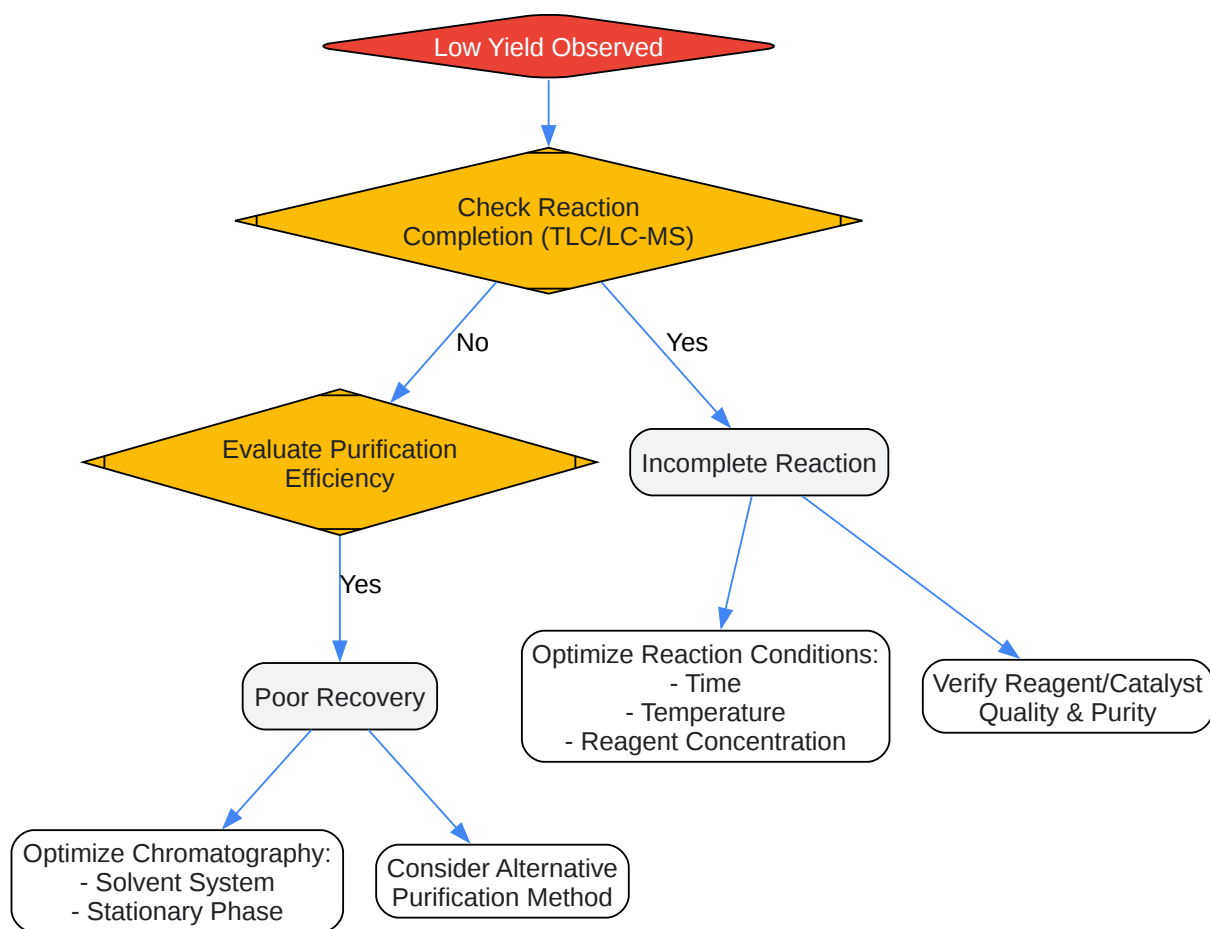 Low Yield Observed
Check Reaction
Completion (TLC/LC-MS)
No
Yes
Evaluate Purification
Efficiency
Incomplete Reaction
Yes
Optimize Reaction Conditions:
- Time
- Temperature
- Reagent Concentration
Verify Reagent/Catalyst
Quality & Purity
Poor Recovery
Optimize Chromatography:
- Solvent System
- Stationary Phase
Consider Alternative
Purification Method